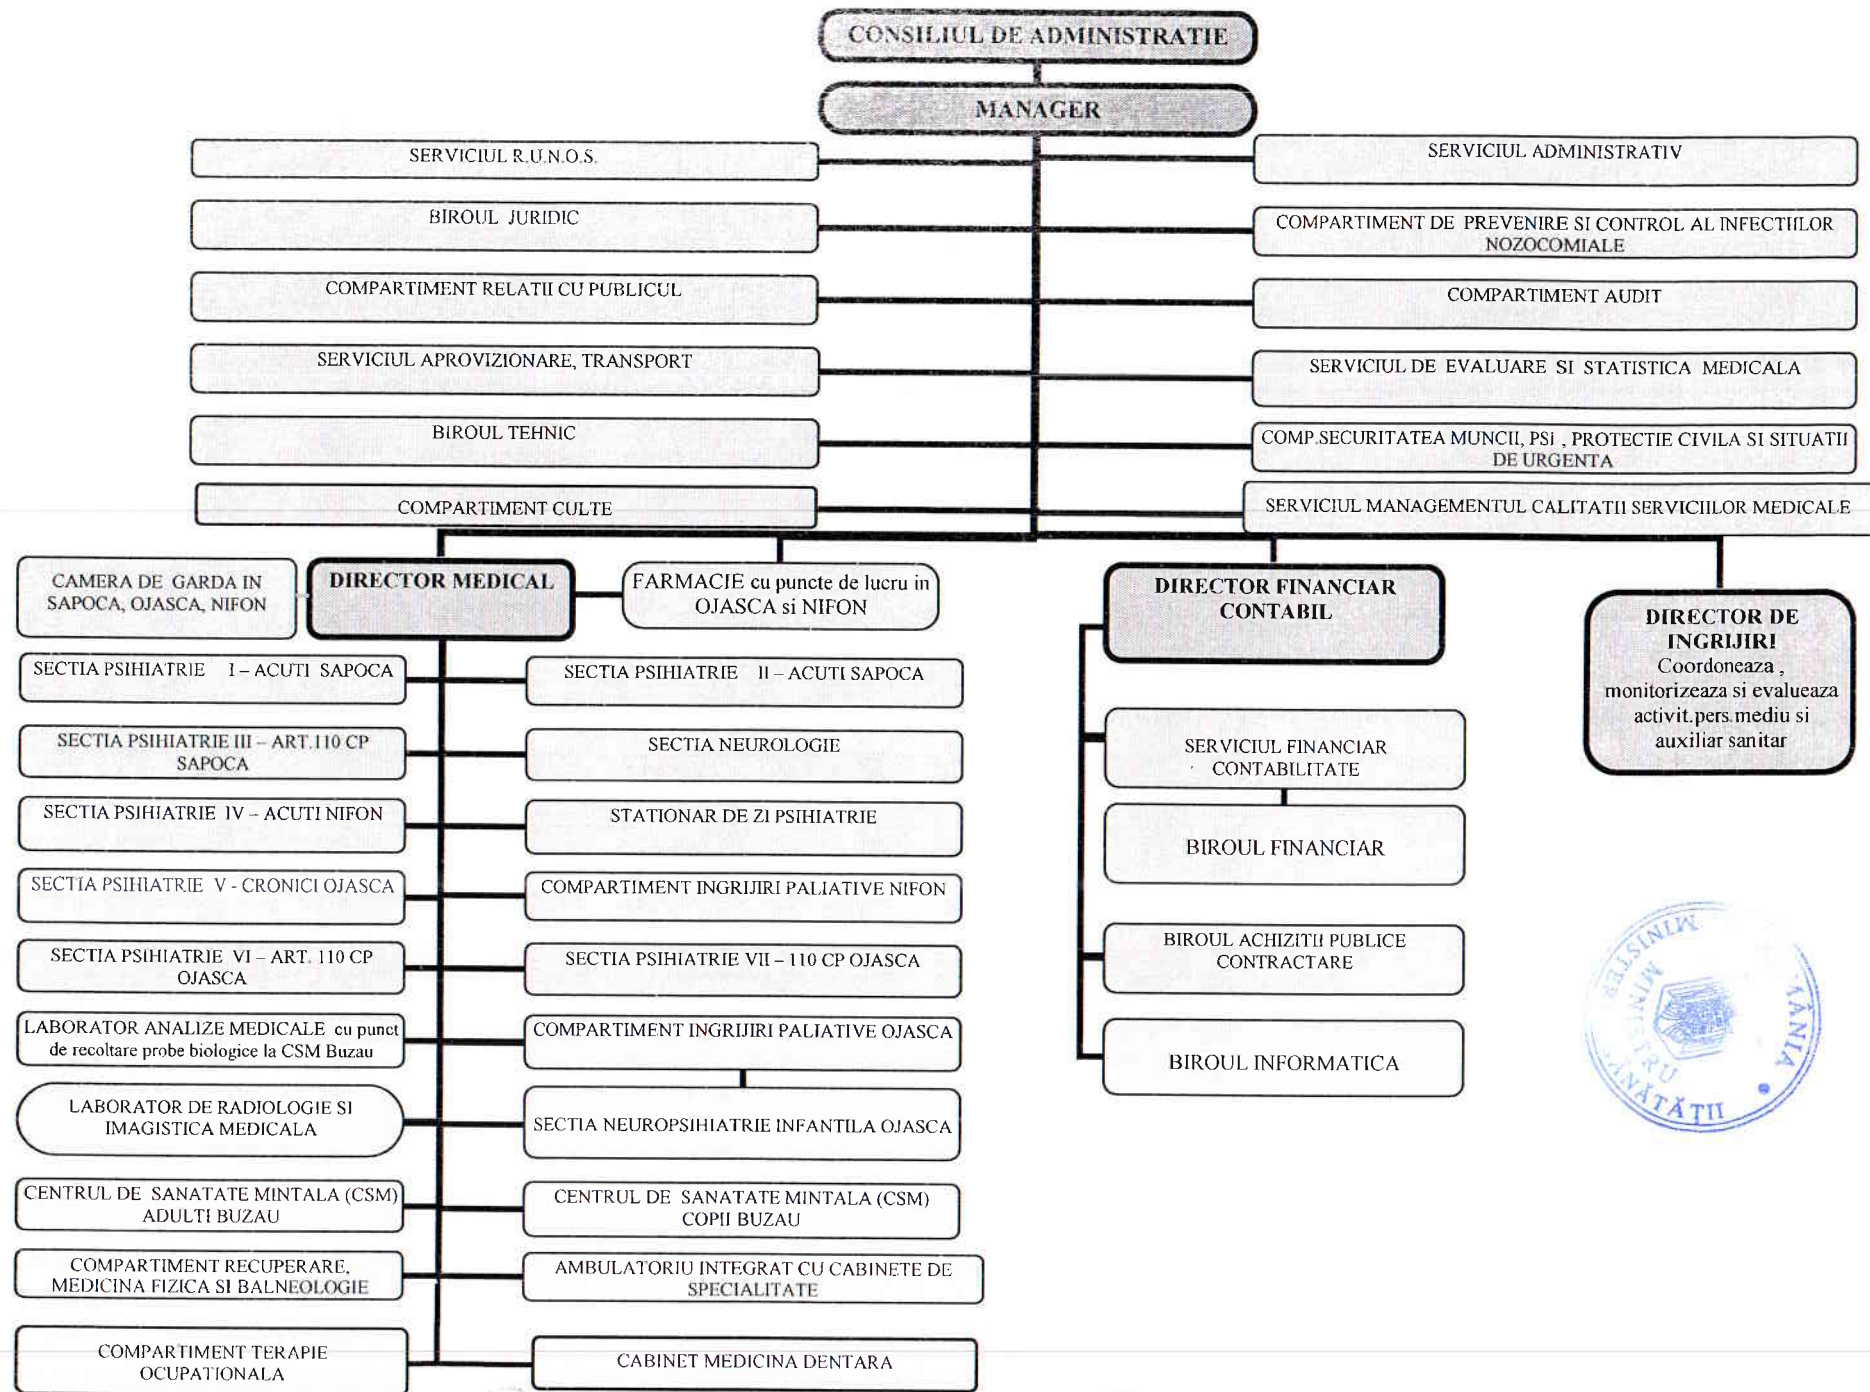 CONSILIUL DE ADMINISTRATIE
MANAGER
SERVICIUL R.U.N.O.S.
SERVICIUL ADMINISTRATIV
BIROUL JURIDIC
COMPARTIMENT DE PREVENIRE SI CONTROL AL INFECTIILOR
NOZOCOMIALE
COMPARTIMENT RELATII CU PUBLICUL
COMPARTIMENT AUDIT
SERVICIUL APROVIZIONARE, TRANSPORT
SERVICIUL DE EVALUARE SI STATISTICA MEDICALA
BIROUL TEHNIC
COMP.SECURITATEA MUNCII, PSi , PROTECTIE CIVILA SI SITUATII
DE URGENTA
COMPARTIMENT CULTE
SERVICIUL MANAGEMENTUL CALITATII SERVICIILOR MEDICALE
CAMERA DE GARDA IN
SAPOCA, OJASCA, NIFON
DIRECTOR MEDICAL
FARMACIE cu puncte de lucru in
OJASCA si NIFON
DIRECTOR FINANCIAR
CONTABIL
DIRECTOR DE
INGRIJIRI
Coordoneaza ,
monitorizeaza si evalueaza
activit.pers.mediu si
auxiliar sanitar
SECTIA PSIHIATRIE I – ACUTI SAPOCA
SECTIA PSIHIATRIE II – ACUTI SAPOCA
SECTIA PSIHIATRIE III – ART.110 CP
SAPOCA
SECTIA NEUROLOGIE
SECTIA PSIHIATRIE IV – ACUTI NIFON
STATIONAR DE ZI PSIHIATRIE
SECTIA PSIHIATRIE V - CRONICI OJASCA
COMPARTIMENT INGRIJIRI PALIATIVE NIFON
SECTIA PSIHIATRIE VI – ART. 110 CP
OJASCA
SECTIA PSIHIATRIE VII – 110 CP OJASCA
LABORATOR ANALIZE MEDICALE cu punct
de recoltare probe biologice la CSM Buzau
COMPARTIMENT INGRIJIRI PALIATIVE OJASCA
LABORATOR DE RADIOLOGIE SI
IMAGISTICA MEDICALA
SECTIA NEUROPSIHIATRIE INFANTILA OJASCA
CENTRUL DE SANATATE MINTALA (CSM)
ADULTI BUZAU
CENTRUL DE SANATATE MINTALA (CSM)
COPII BUZAU
COMPARTIMENT RECUPERARE,
MEDICINA FIZICA SI BALNEOLOGIE
AMBULATORIU INTEGRAT CU CABINETE DE
SPECIALITATE
COMPARTIMENT TERAPIE
OCUPATIONALA
CABINET MEDICINA DENTARA
SERVICIUL FINANCIAR
CONTABILITATE
BIROUL FINANCIAR
BIROUL ACHIZITII PUBLICE
CONTRACTARE
BIROUL INFORMATICA
MINISTRU